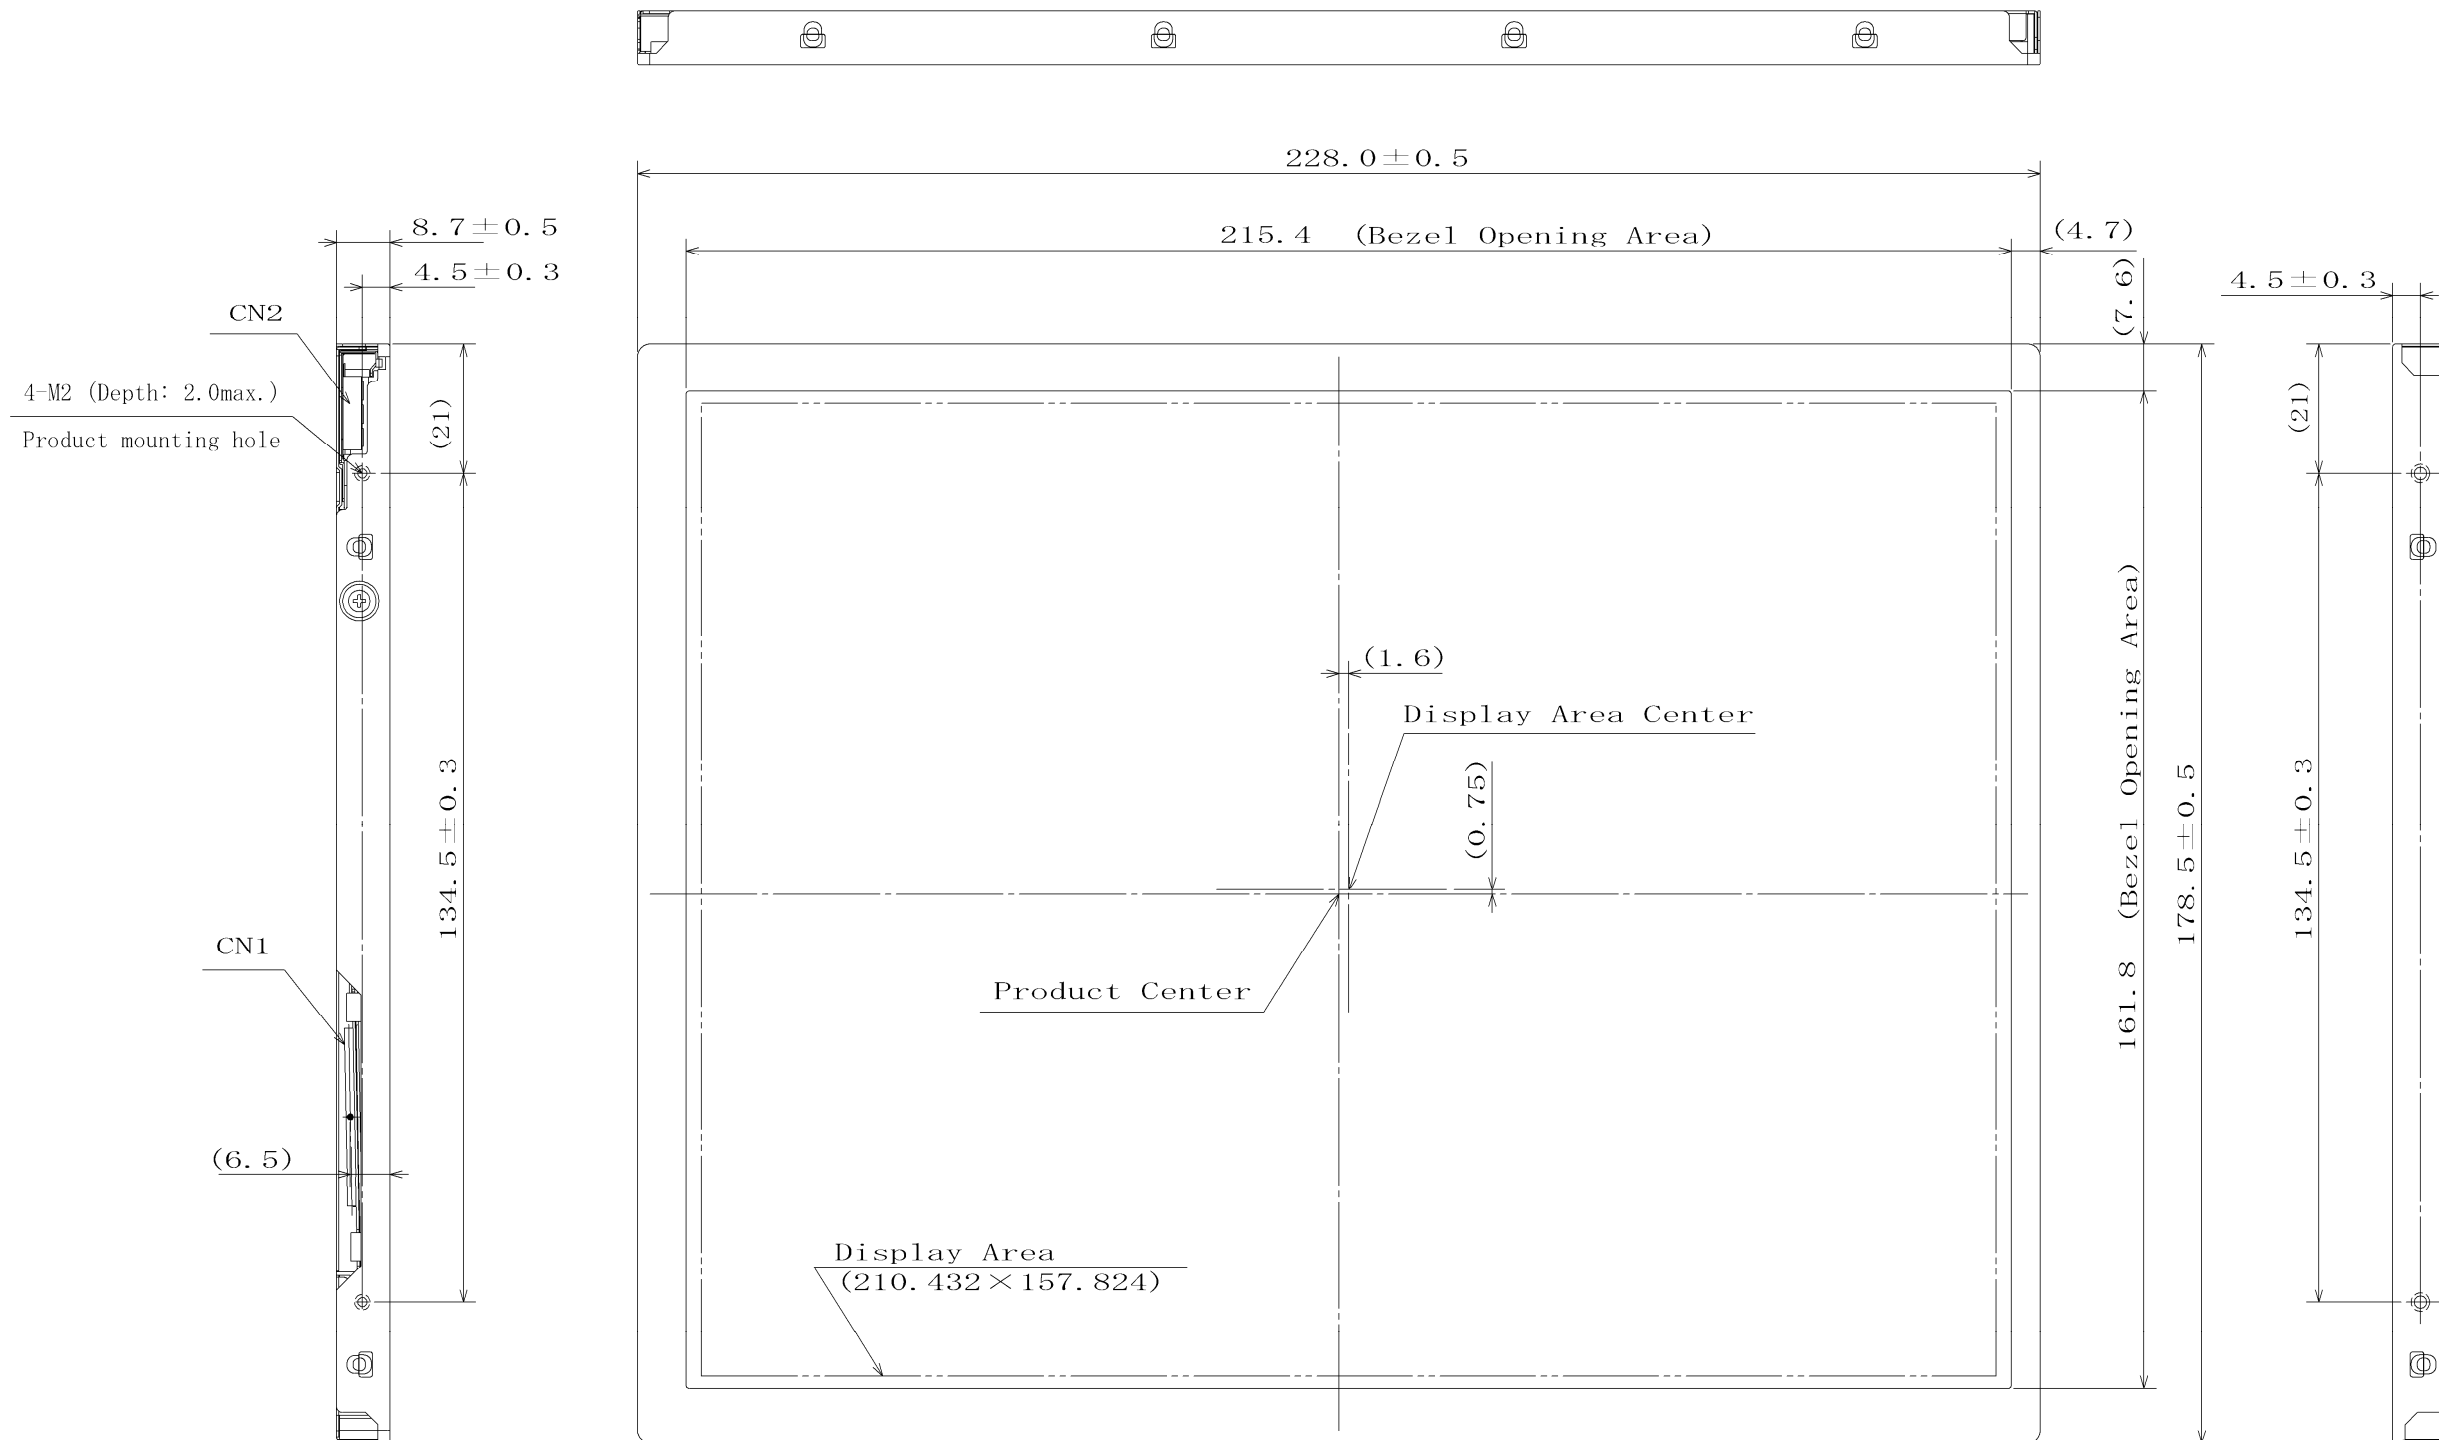 228.0±0.5
8.7±0.5
215.4 (Bezel Opening Area)
(4.7)
4.5±0.3
(7.6)
4.5±0.3
CN2
4-M2 (Depth: 2.0max.)
Product mounting hole
(21)
(21)
(1.6)
Display Area Center
(0.75)
134.5±0.3
161.8 (Bezel Opening Area)
178.5±0.5
134.5±0.3
CN1
Product Center
(6.5)
Display Area
(210.432×157.824)